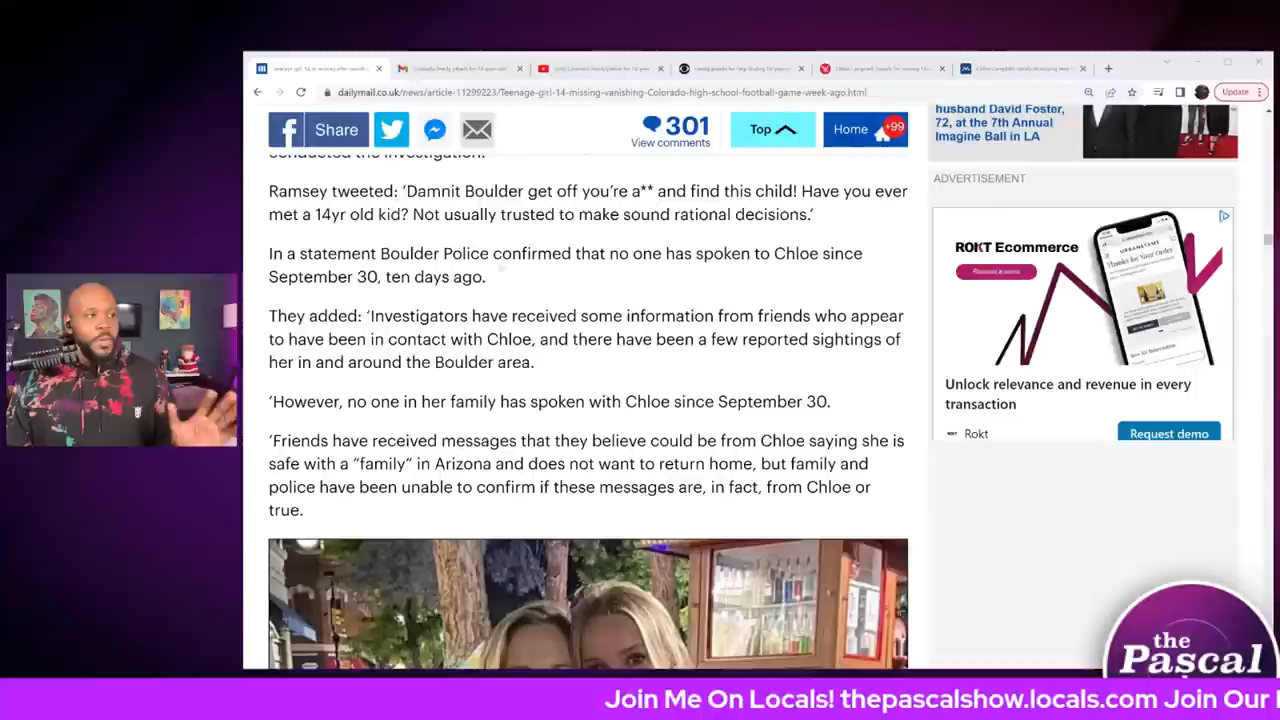 dailymail.co.uk/news/article-11299223/Teenage-girl-14-missing-vanishing-Colorado-high-school-football-game-week-ago.html
Update
Share
301
View comments
Top
Home
+99
husband David Foster,
72, at the 7th Annual
Imagine Ball in LA
ADVERTISEMENT
conducted the investigation.
Ramsey tweeted: ‘Damnit Boulder get off you’re a** and find this child! Have you ever
met a 14yr old kid? Not usually trusted to make sound rational decisions.’
In a statement Boulder Police confirmed that no one has spoken to Chloe since
September 30, ten days ago.
They added: ‘Investigators have received some information from friends who appear
to have been in contact with Chloe, and there have been a few reported sightings of
her in and around the Boulder area.
‘However, no one in her family has spoken with Chloe since September 30.
‘Friends have received messages that they believe could be from Chloe saying she is
safe with a “family” in Arizona and does not want to return home, but family and
police have been unable to confirm if these messages are, in fact, from Chloe or
true.
ROKT Ecommerce
Thanks for Your Order
Unlock relevance and revenue in every
transaction
Rokt
Request demo
the
Pascal
Join Me On Locals! thepascalshow.locals.com Join Our